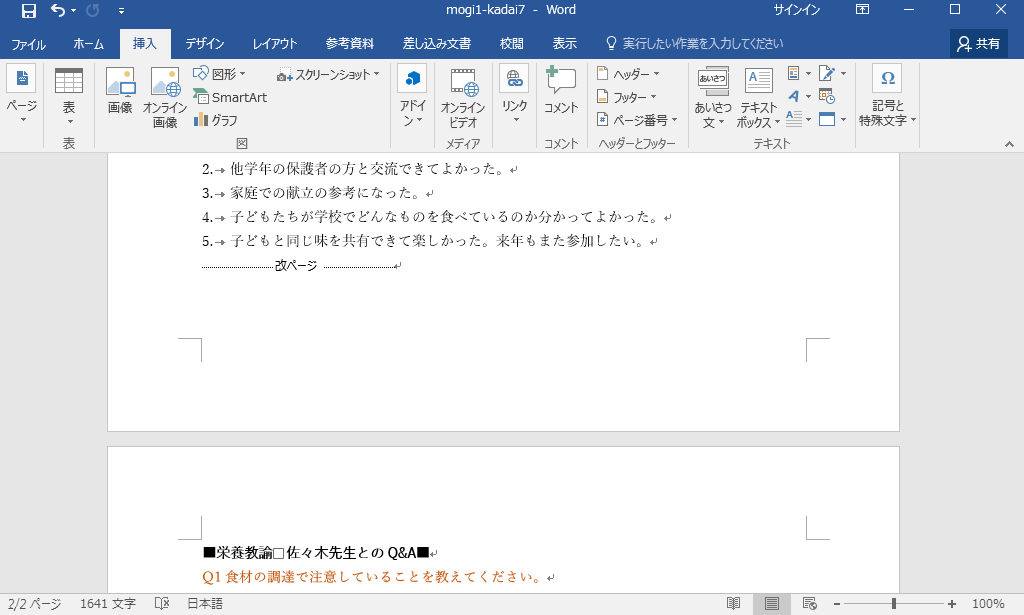 mogi1-kadai7 - Word
サインイン
ファイル ホーム 挿入 デザイン レイアウト 参考資料 差し込み文書 校閲 表示 実行したい作業を入力してください 共有
ページ
表
画像
オンライン
画像
図形
SmartArt
グラフ
スクリーンショット
アドイ
ン
オンライン
ビデオ
リンク
コメント
ヘッダー
フッター
ページ番号
あいさつ
あいさつ
文
テキスト
ボックス
記号と
特殊文字
表 図 メディア コメント ヘッダーとフッター テキスト
2.→ 他学年の保護者の方と交流できてよかった。
3.→ 家庭での献立の参考になった。
4.→ 子どもたちが学校でどんなものを食べているのか分かってよかった。
5.→ 子どもと同じ味を共有できて楽しかった。来年もまた参加したい。
改ページ
■栄養教諭□佐々木先生との Q&A■
Q1 食材の調達で注意していることを教えてください。
2/2 ページ 1641 文字 日本語 100%